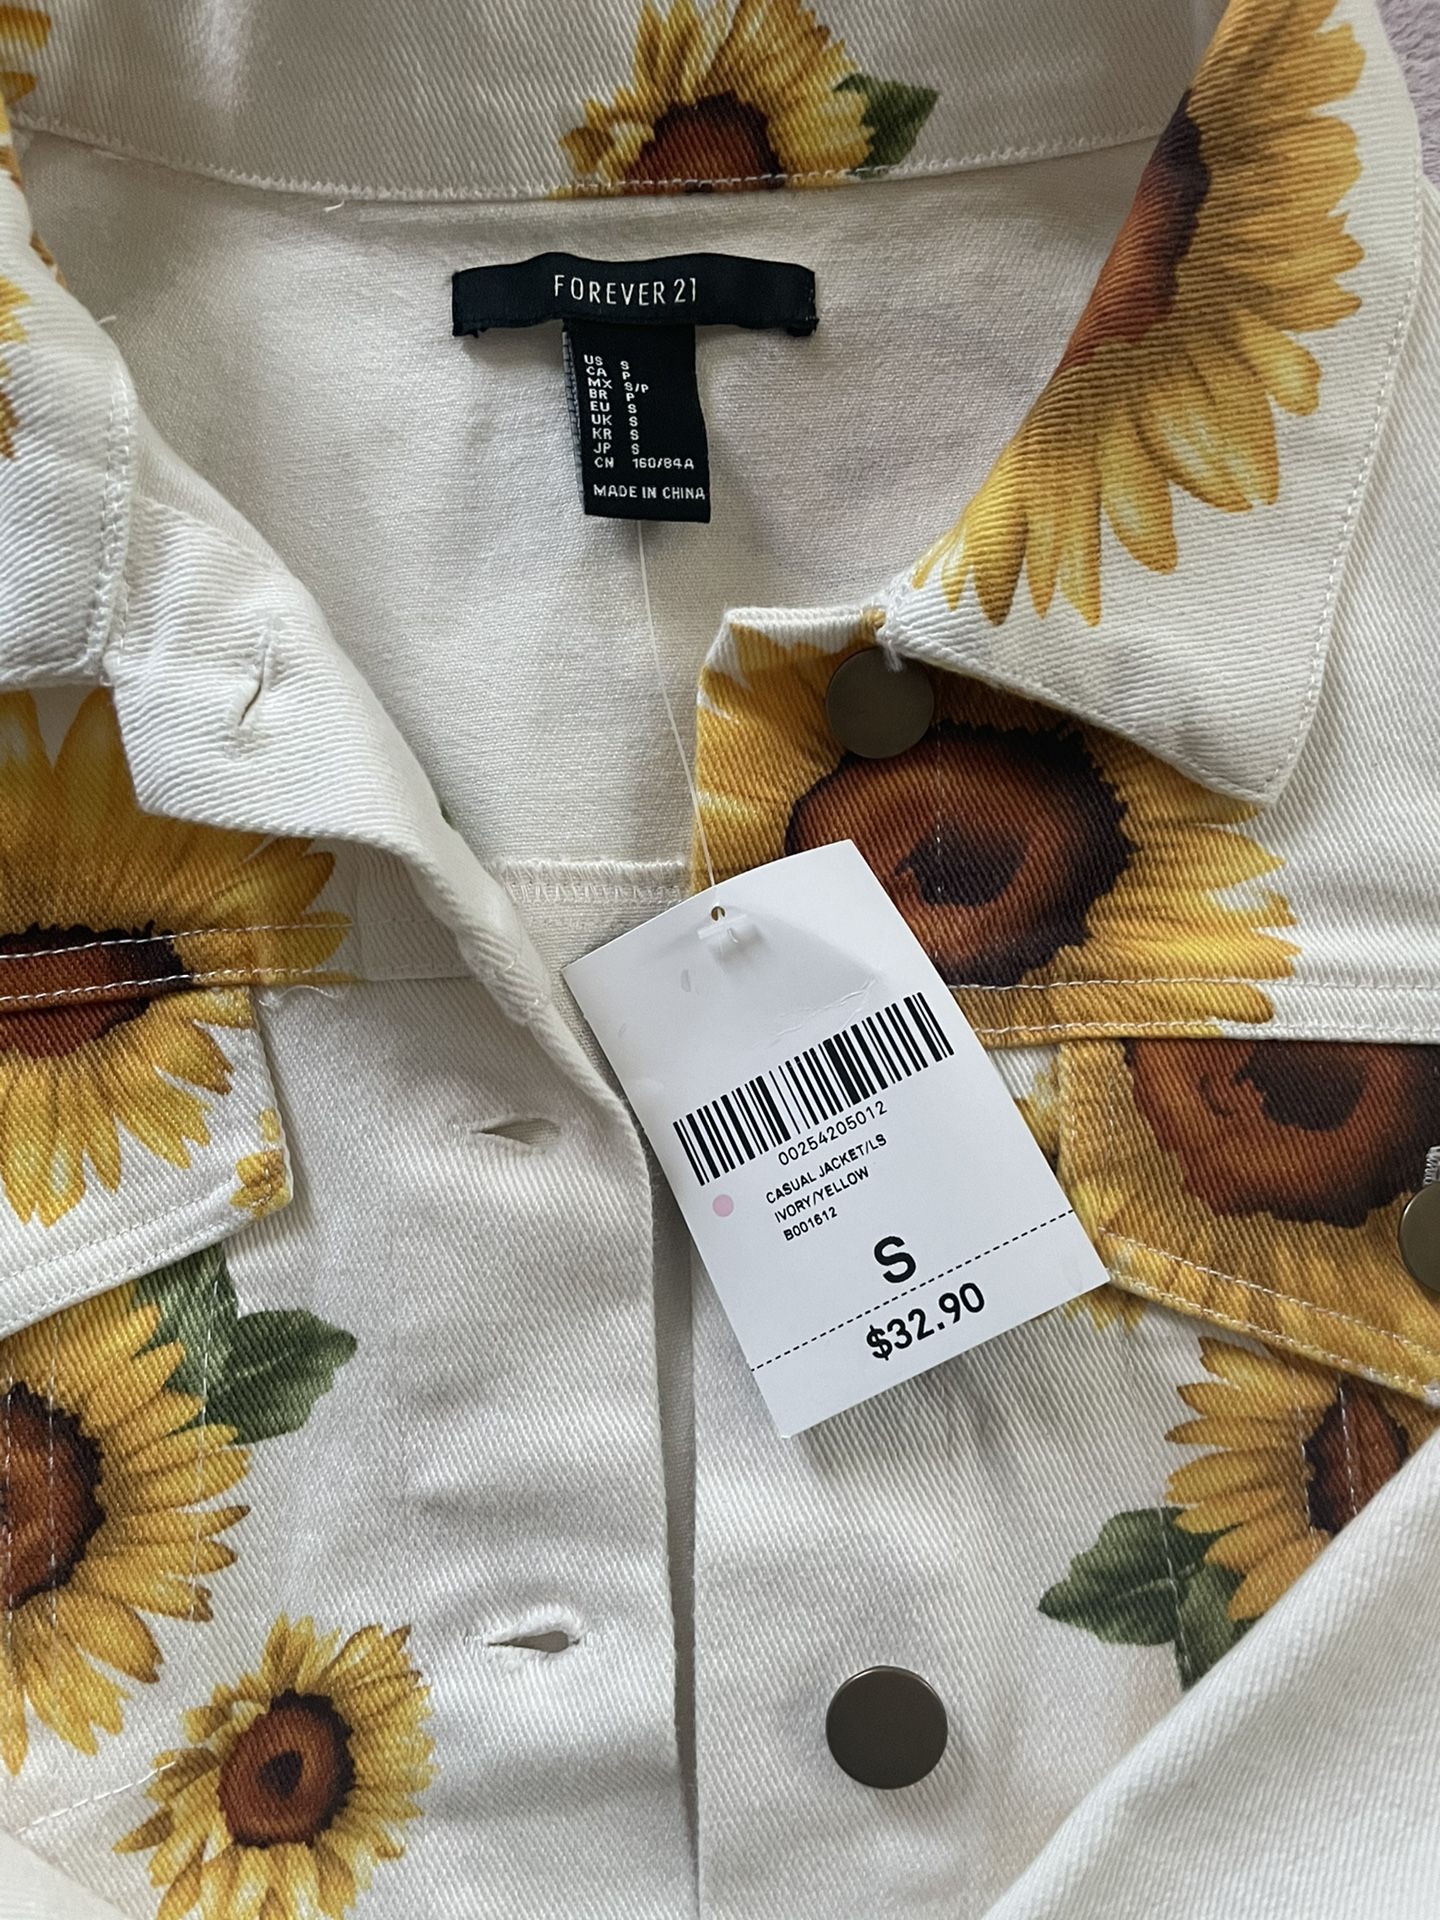 FOREVER 21
US S
CA P
MX S/P
BR P
EU S
UK S
KR S
JP S
CN 160/84A
MADE IN CHINA
00254205012
CASUAL JACKET/LS
IVORY/YELLOW
B001612
S
$32.90